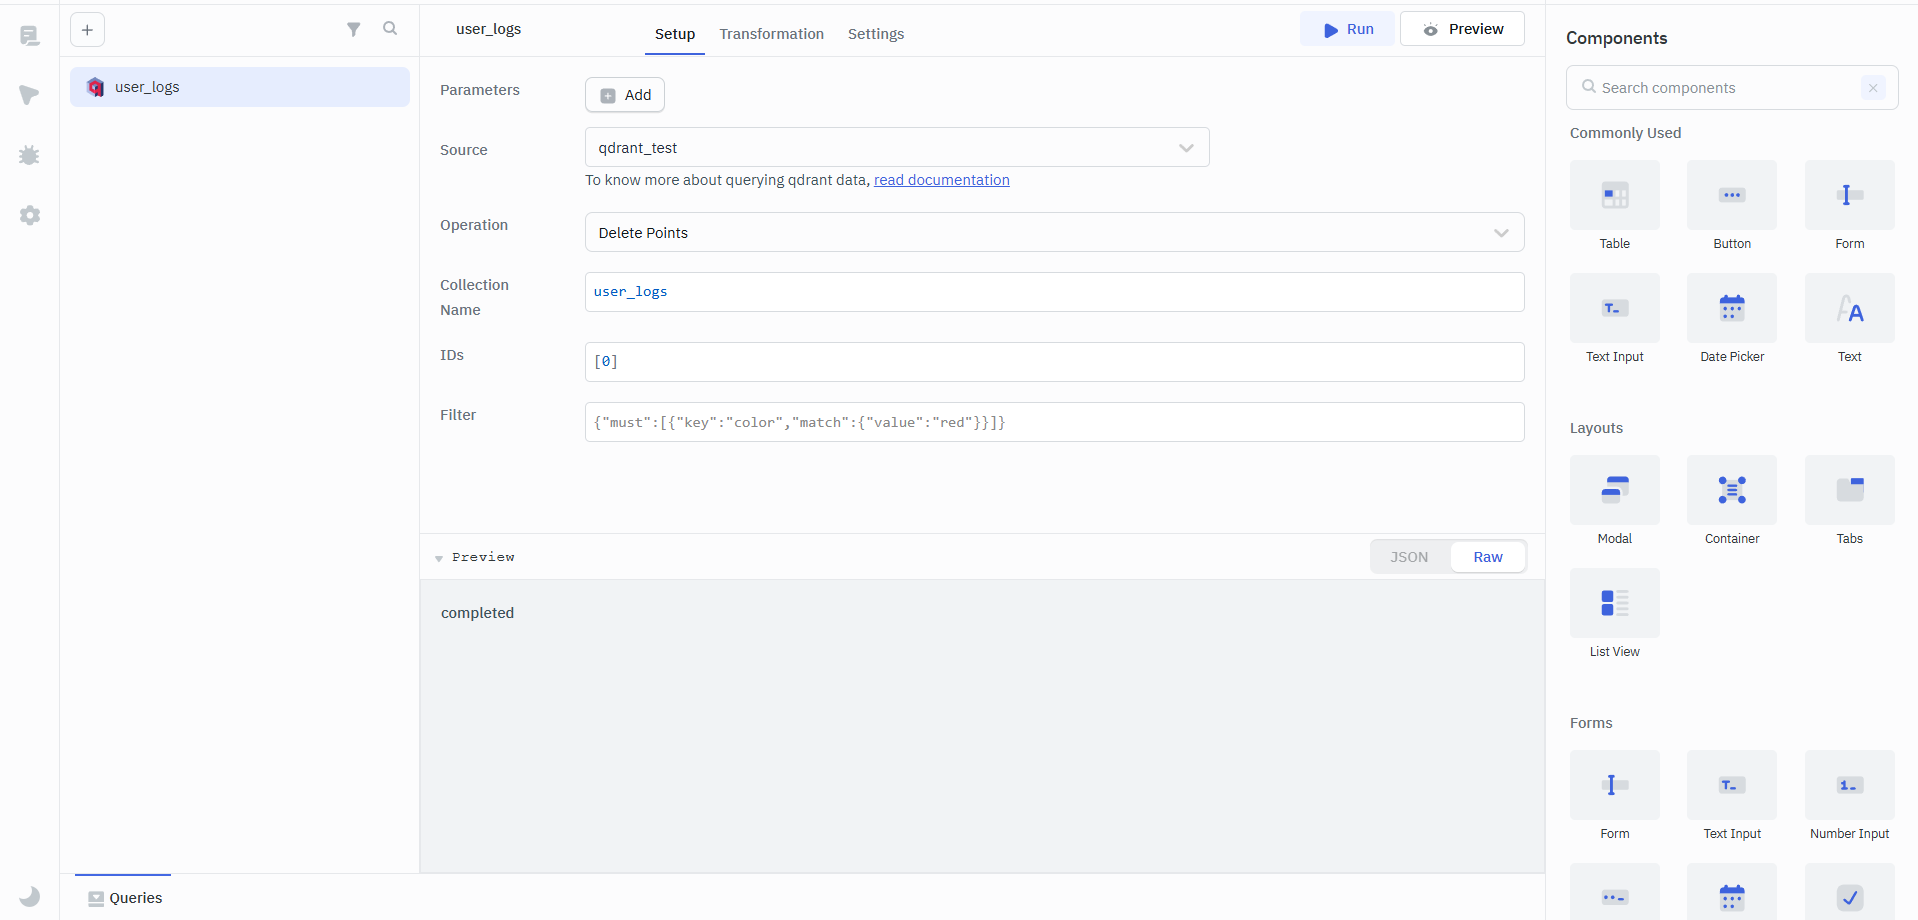 user_logs
user_logs
Setup
Transformation
Settings
Run
Preview
Parameters
Add
Source
qdrant_test
To know more about querying qdrant data, read documentation
Operation
Delete Points
Collection
Name
user_logs
IDs
[0]
Filter
{"must":[{"key":"color","match":{"value":"red"}}]}
Preview
JSON
Raw
completed
Queries
Components
Search components
Commonly Used
Table
Button
Form
Text Input
Date Picker
Text
Layouts
Modal
Container
Tabs
List View
Forms
Form
Text Input
Number Input